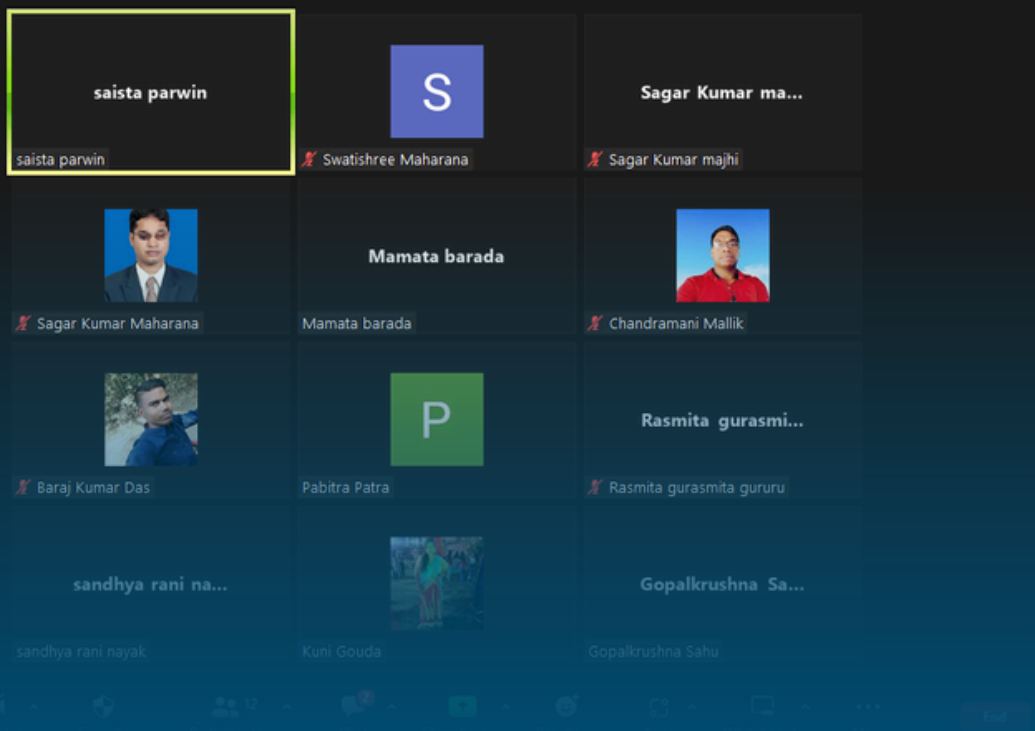 saista parwin
saista parwin
S
Swatishree Maharana
Sagar Kumar ma...
Sagar Kumar majhi
Sagar Kumar Maharana
Mamata barada
Mamata barada
Chandramani Mallik
Baraj Kumar Das
P
Pabitra Patra
Rasmita gurasmi...
Rasmita gurasmita gururu
sandhya rani na...
sandhya rani nayak
Kuni Gouda
Gopalkrushna Sa...
Gopalkrushna Sahu
12
7
End